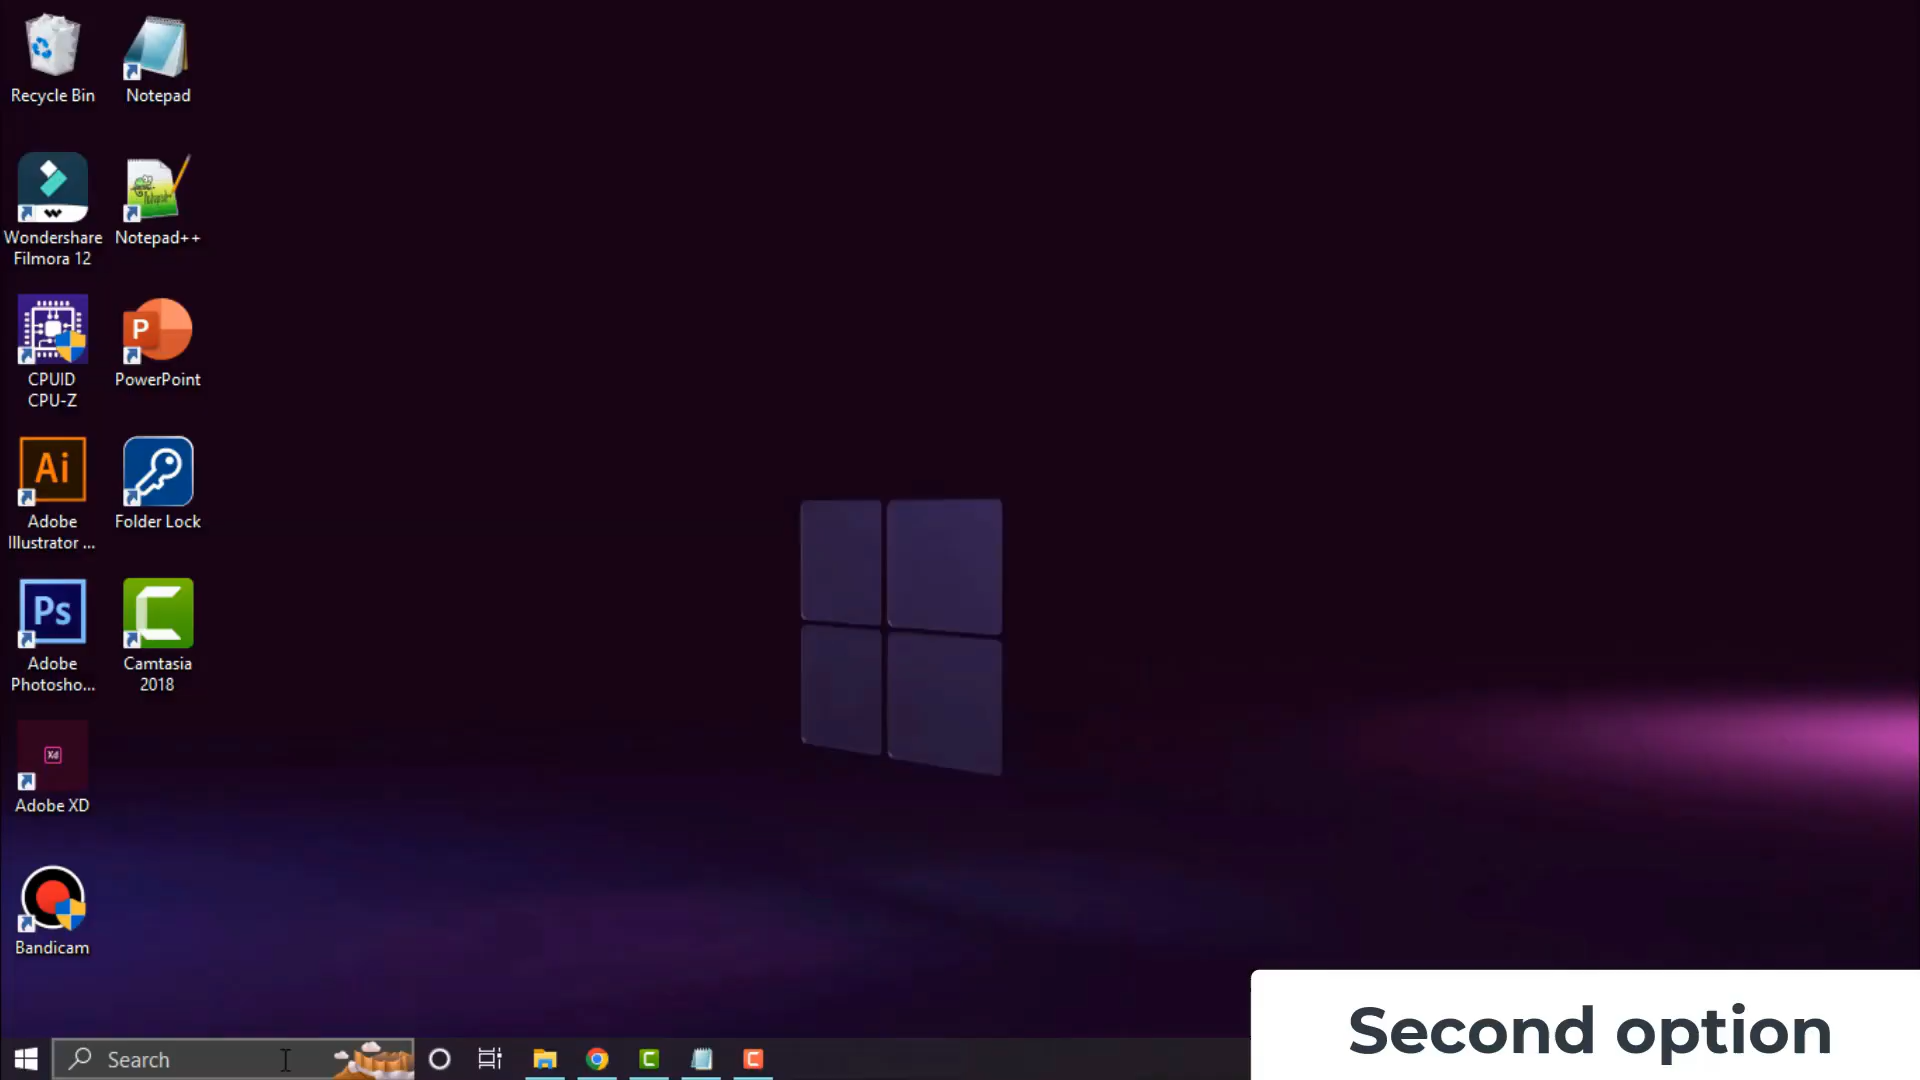 Recycle Bin
Notepad
Wondershare
Filmora 12
Notepad++
CPUID
CPU-Z
P
PowerPoint
Ai
Adobe
Illustrator ...
Folder Lock
Ps
Adobe
Photosho...
Camtasia
2018
Xd
Adobe XD
Bandicam
Search
Second option